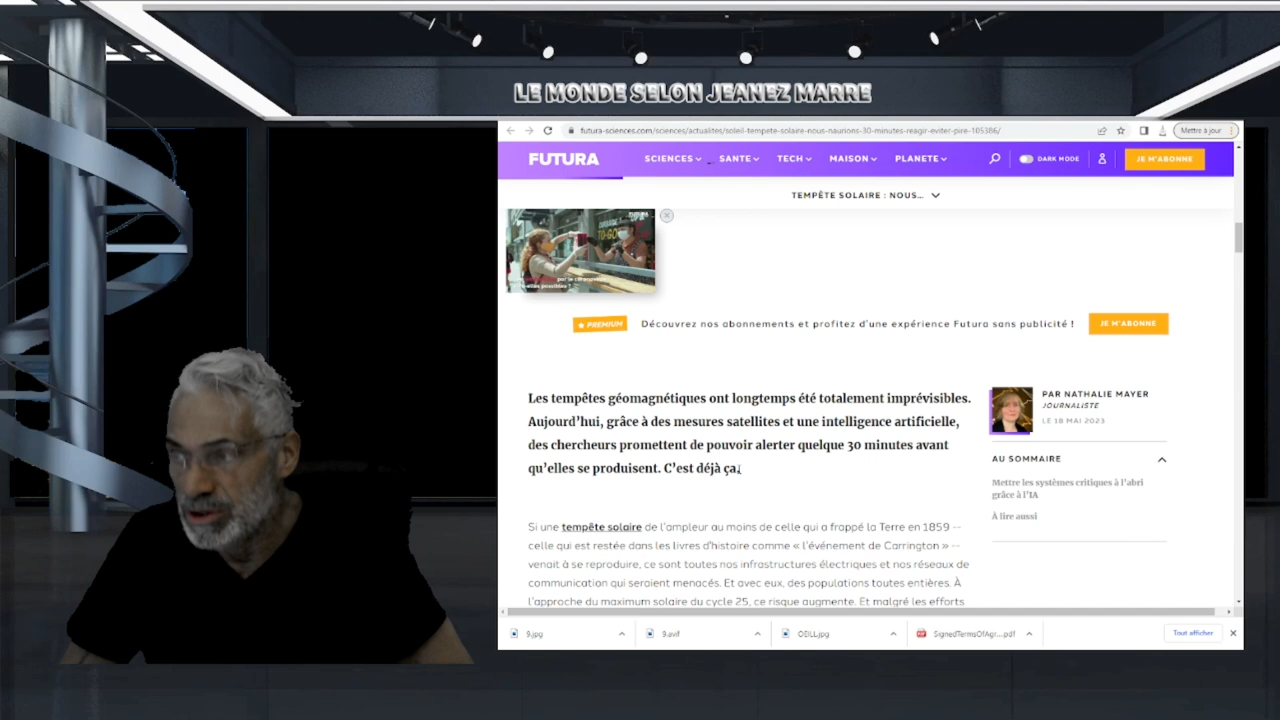 LE MONDE SELON JEANEZ MARRE
futura-sciences.com/sciences/actualites/soleil-tempete-solaire-nous-naurions-30-minutes-reagir-eviter-pire-105386/
Mettre à jour
FUTURA
SCIENCES
SANTE
TECH
MAISON
PLANETE
DARK MODE
JE M'ABONNE
TEMPÊTE SOLAIRE : NOUS...
TO-GO
PREMIUM
Découvrez nos abonnements et profitez d'une expérience Futura sans publicité !
JE M'ABONNE
Les tempêtes géomagnétiques ont longtemps été totalement imprévisibles.
Aujourd'hui, grâce à des mesures satellites et une intelligence artificielle,
des chercheurs promettent de pouvoir alerter quelque 30 minutes avant
qu'elles se produisent. C'est déjà ça.
PAR NATHALIE MAYER
JOURNALISTE
LE 18 MAI 2023
AU SOMMAIRE
Mettre les systèmes critiques à l'abri
grâce à l'IA
À lire aussi
Si une tempête solaire de l'ampleur au moins de celle qui a frappé la Terre en 1859 --
celle qui est restée dans les livres d'histoire comme « l'événement de Carrington » --
venait à se reproduire, ce sont toutes nos infrastructures électriques et nos réseaux de
communication qui seraient menacés. Et avec eux, des populations toutes entières. À
l'approche du maximum solaire du cycle 25, ce risque augmente. Et malgré les efforts
9.jpg
9.avif
OEILL.jpg
SignedTermsOfAgr....pdf
Tout afficher